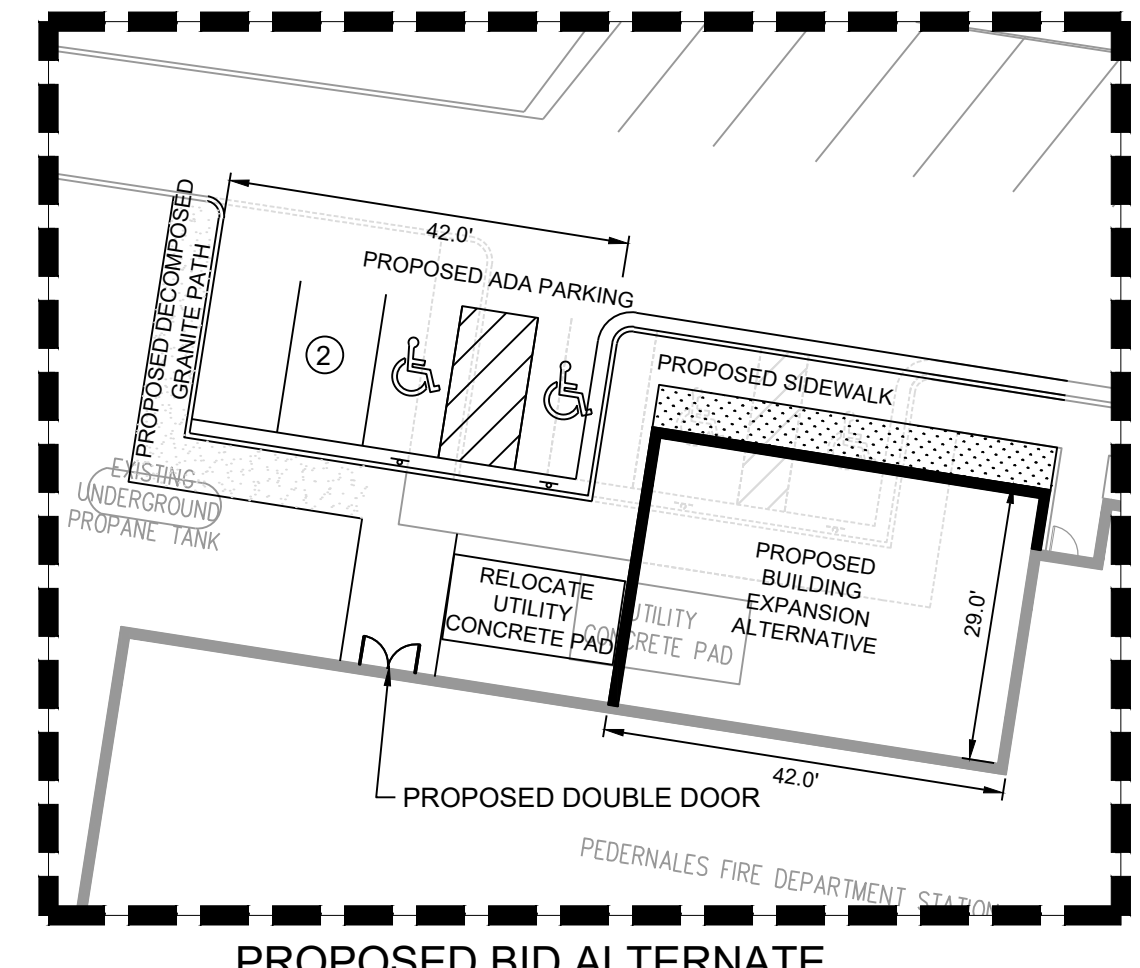 42.0'
PROPOSED ADA PARKING
PROPOSED DECOMPOSED
GRANITE PATH
2
PROPOSED SIDEWALK
EXISTING
UNDERGROUND
PROPANE TANK
RELOCATE
UTILITY
CONCRETE PAD
UTILITY
CONCRETE PAD
PROPOSED
BUILDING
EXPANSION
ALTERNATIVE
29.0'
42.0'
PROPOSED DOUBLE DOOR
PEDERNALES FIRE DEPARTMENT STATION
PROPOSED BID ALTERNATE